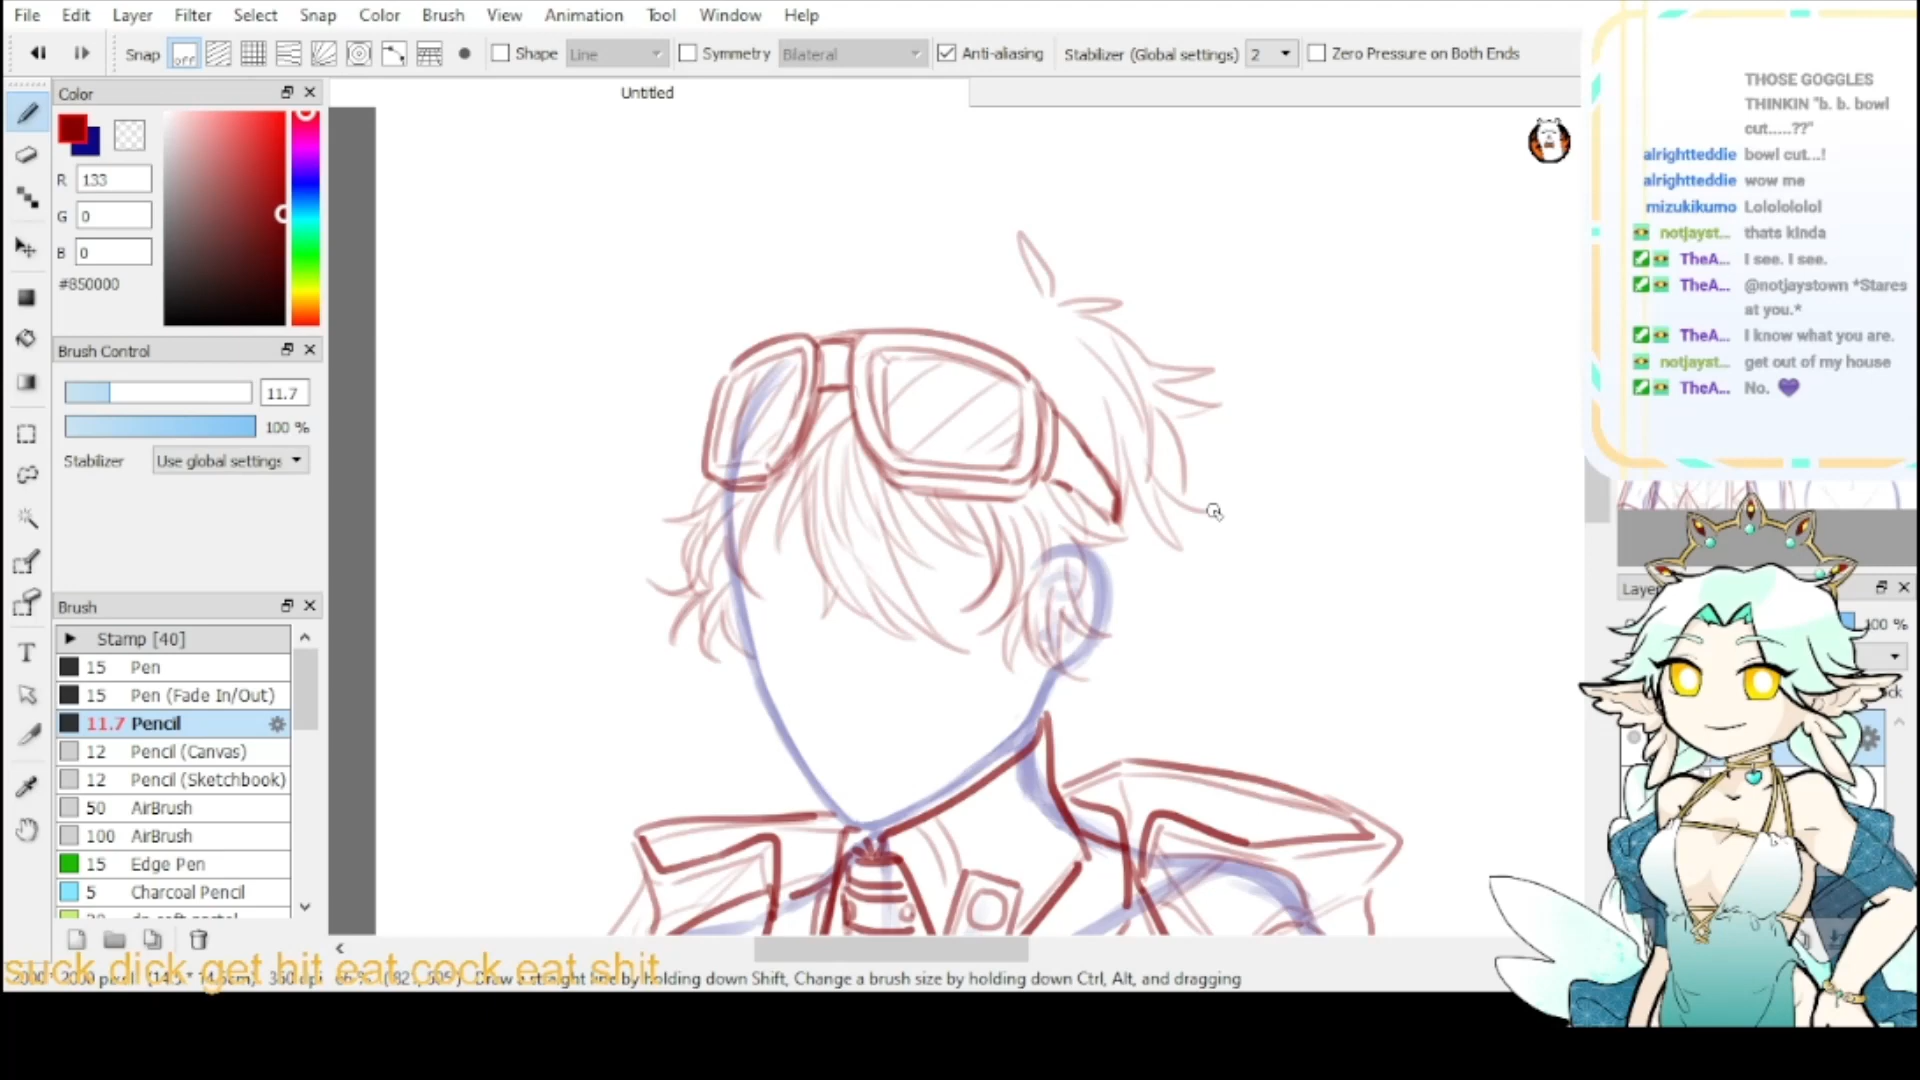 File Edit Layer Filter Select Snap Color Brush View Animation Tool Window Help
Snap off Shape Line Symmetry Bilateral Anti-aliasing Stabilizer (Global settings) 2 Zero Pressure on Both Ends
Color
Untitled
R 133
G 0
B 0
#850000
Brush Control
11.7
100 %
Stabilizer Use global settings
Brush
Stamp [40]
15 Pen
15 Pen (Fade In/Out)
11.7 Pencil
12 Pencil (Canvas)
12 Pencil (Sketchbook)
50 AirBrush
100 AirBrush
15 Edge Pen
5 Charcoal Pencil
T
THOSE GOGGLES
THINKIN "b. b. bowl
cut.....??"
alrightteddie bowl cut...!
alrightteddie wow me
mizukikumo Lolololololol
notjayst... thats kinda
TheA... I see. I see.
TheA... @notjaystown *Stares
at you.*
TheA... I know what you are.
notjayst... get out of my house
TheA... No. 💜
Laye
100 %
suck dick get hit eat cock eat shit
Draw a straight line by holding down Shift, Change a brush size by holding down Ctrl, Alt, and dragging